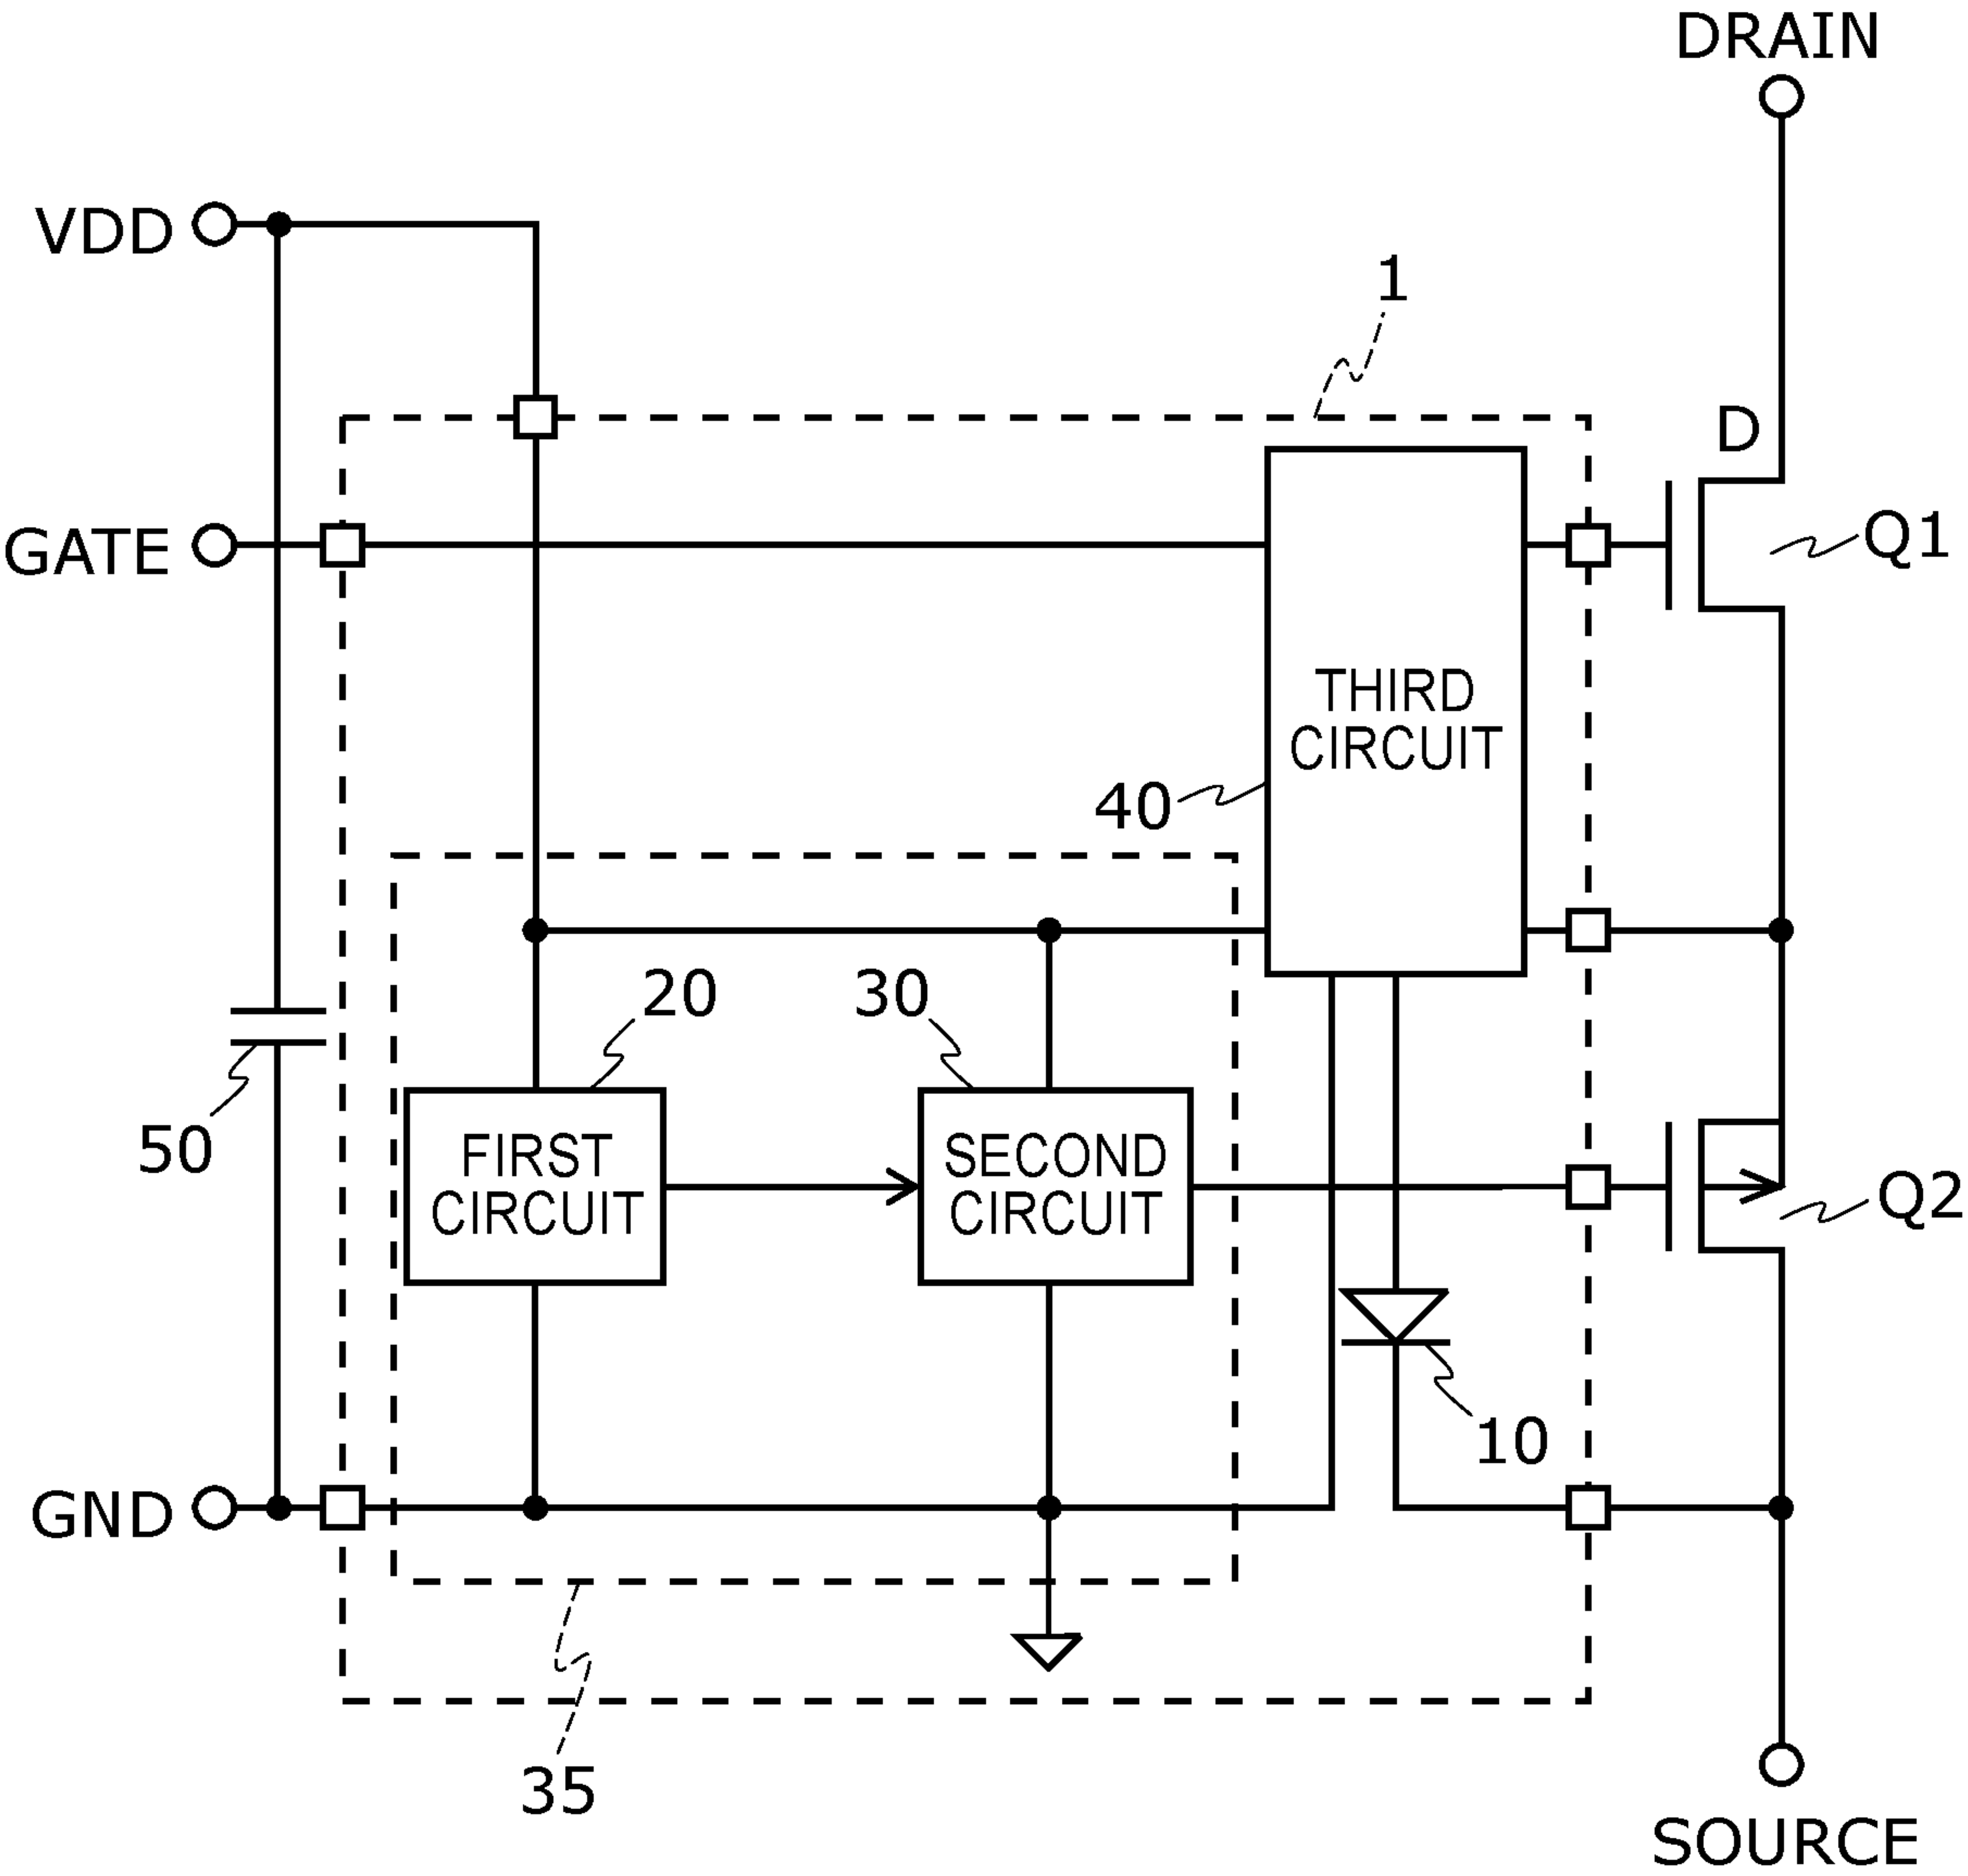 DRAIN
VDD
1
D
GATE
Q1
THIRD
CIRCUIT
40
20
30
50
FIRST
CIRCUIT
SECOND
CIRCUIT
Q2
10
GND
35
SOURCE